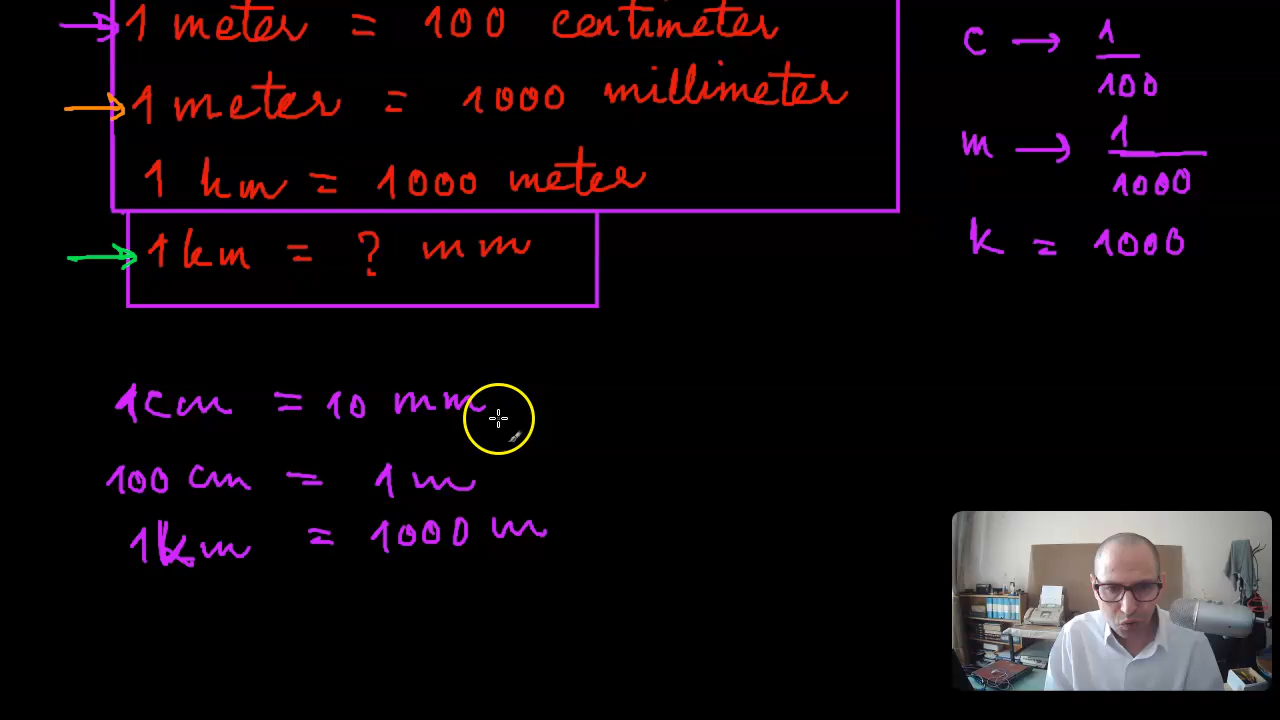 1 meter = 100 centimeter
1 meter = 1000 millimeter
1 km = 1000 meter
1 km = ? mm
c → 1/100
m → 1/1000
k = 1000
1cm = 10 mm
100 cm = 1 m
1km = 1000 m